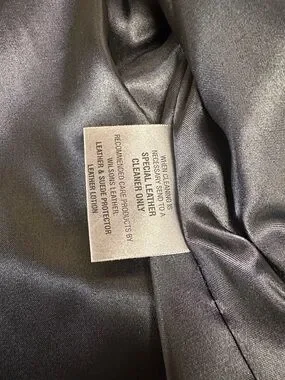 WHEN CLEANING IS
NECESSARY SEND TO A
SPECIAL LEATHER
CLEANER ONLY
RECOMMENDED CARE PRODUCTS BY
WILSONS LEATHER:
LEATHER & SUEDE PROTECTOR
LEATHER LOTION